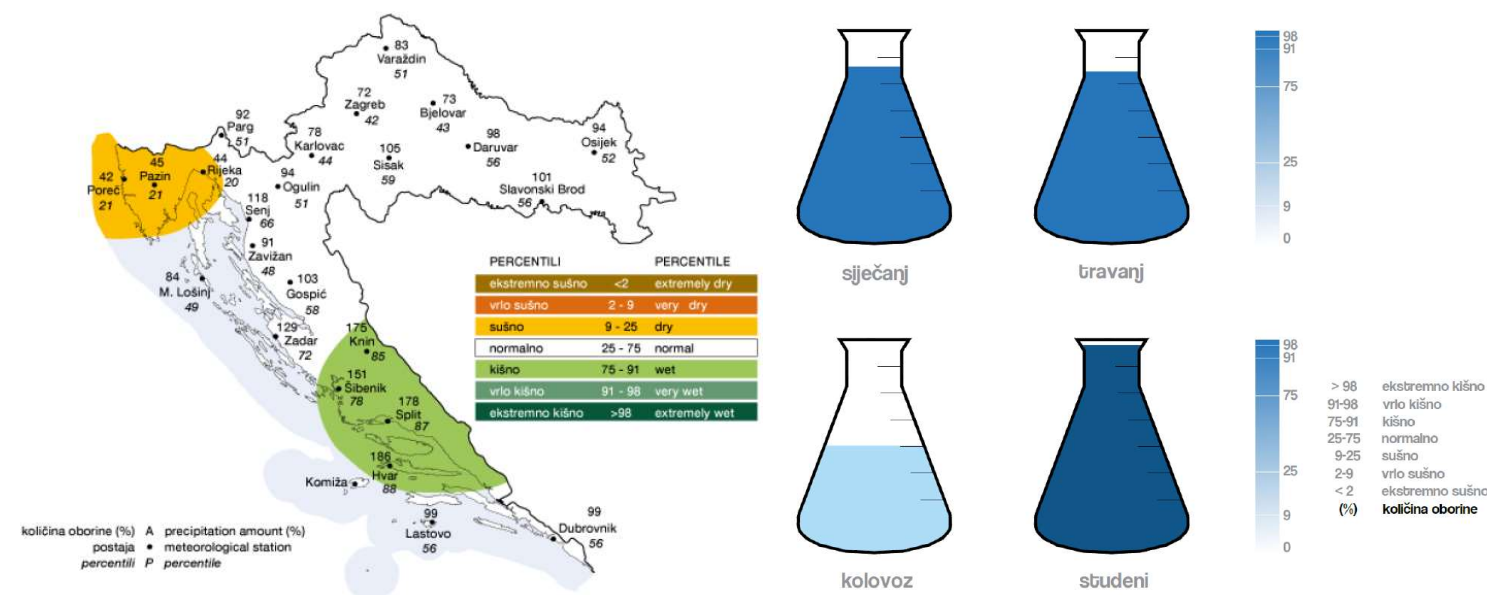 83
Varaždin
51
72
Zagreb
42
73
Bjelovar
43
92
Parg
51
78
Karlovac
44
98
Daruvar
56
94
Osijek
52
105
Sisak
59
44
Rijeka
20
45
Pazin
21
42
Poreč
21
94
Ogulin
51
101
Slavonski Brod
56
118
Senj
66
91
Zavižan
48
84
M. Lošinj
49
103
Gospić
58
129
Zadar
72
175
Knin
85
151
Šibenik
78
178
Split
87
186
Hvar
88
Komiža
99
Lastovo
56
99
Dubrovnik
56
PERCENTILI PERCENTILE
ekstremno sušno <2 extremely dry
vrlo sušno 2 - 9 very dry
sušno 9 - 25 dry
normalno 25 - 75 normal
kišno 75 - 91 wet
vrlo kišno 91 - 98 very wet
ekstremno kišno >98 extremely wet
količina oborine (%) A precipitation amount (%)
postaja • meteorological station
percentili P percentile
siječanj
travanj
98
91
75
25
9
0
kolovoz
studeni
98
91
75
25
9
0
> 98 ekstremno kišno
91-98 vrlo kišno
75-91 kišno
25-75 normalno
9-25 sušno
2-9 vrlo sušno
< 2 ekstremno sušno
(%) količina oborine